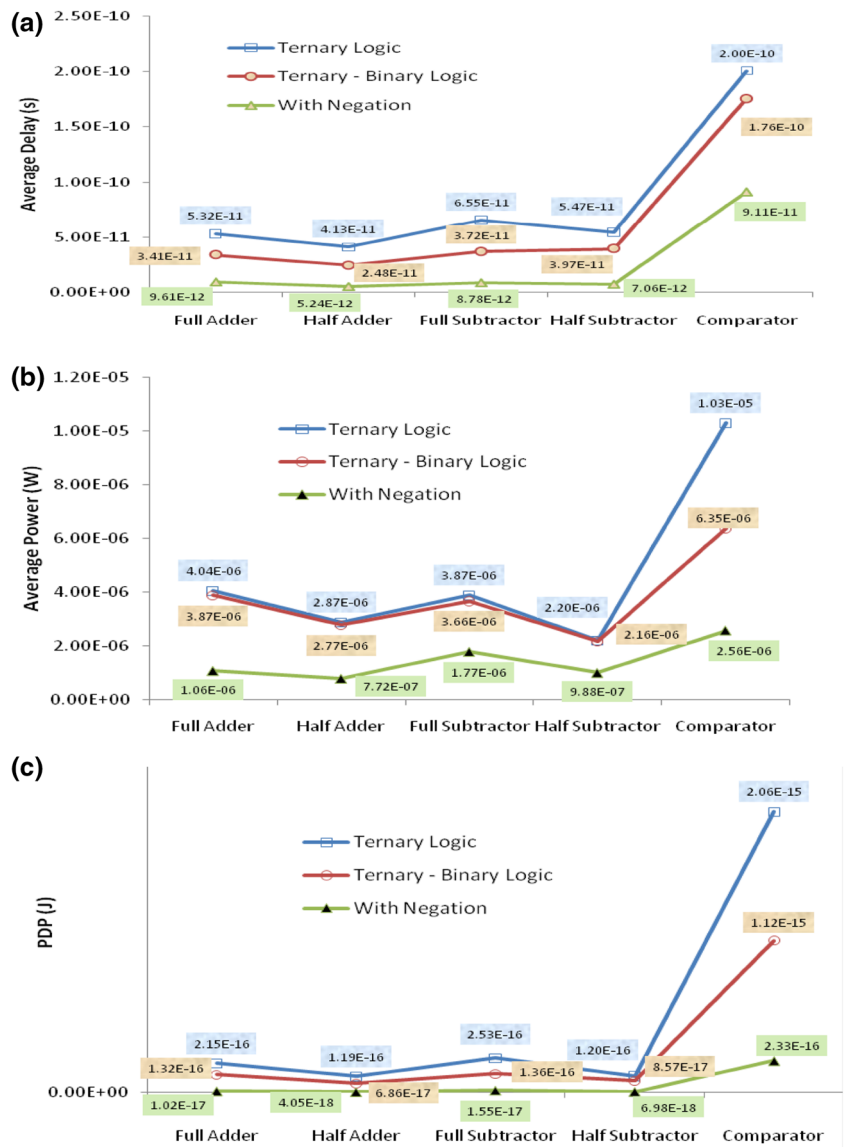 (a)
2.50E-10
2.00E-10
1.50E-10
1.00E-10
5.00E-11
0.00E+00
Average Delay (s)
Ternary Logic
Ternary - Binary Logic
With Negation
2.00E-10
1.76E-10
9.11E-11
5.32E-11
4.13E-11
6.55E-11
5.47E-11
3.41E-11
2.48E-11
3.72E-11
3.97E-11
9.61E-12
5.24E-12
8.78E-12
7.06E-12
Full Adder
Half Adder
Full Subtractor
Half Subtractor
Comparator
(b)
1.20E-05
1.00E-05
8.00E-06
6.00E-06
4.00E-06
2.00E-06
0.00E+00
Average Power (W)
Ternary Logic
Ternary - Binary Logic
With Negation
1.03E-05
6.35E-06
2.56E-06
4.04E-06
2.87E-06
3.87E-06
2.20E-06
3.87E-06
2.77E-06
3.66E-06
2.16E-06
1.06E-06
7.72E-07
1.77E-06
9.88E-07
Full Adder
Half Adder
Full Subtractor
Half Subtractor
Comparator
(c)
PDP (J)
0.00E+00
Ternary Logic
Ternary - Binary Logic
With Negation
2.06E-15
1.12E-15
2.33E-16
2.15E-16
1.19E-16
2.53E-16
1.20E-16
1.32E-16
6.86E-17
1.36E-16
8.57E-17
1.02E-17
4.05E-18
1.55E-17
6.98E-18
Full Adder
Half Adder
Full Subtractor
Half Subtractor
Comparator